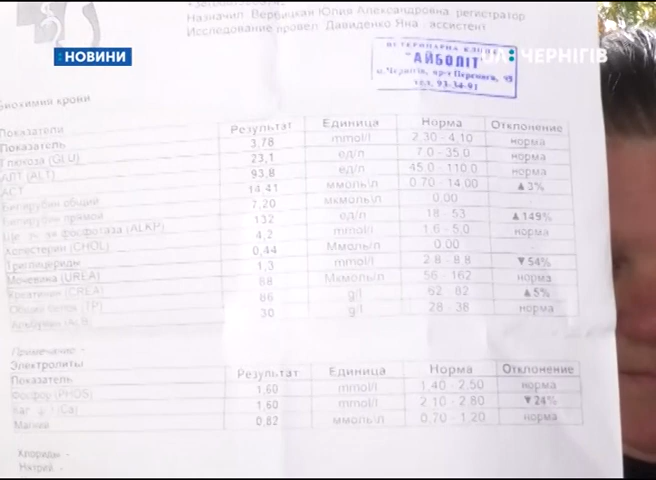 Назначил Вербицкая Юлия Александровна, регистратор
Исследование провел Давиденко Яна ассистент
:НОВИНИ
UA: ЧЕРНІГІВ
ВЕТЕРИНАРНА КЛІНІКА
"АЙБОЛІТ"
м.Чернігів, пр-т Перемоги, 95
тел. 93-34-91
Биохимия крови
Показатели
Показатель Результат Единица Норма Отклонение
Глюкоза (GLU) 3,78 mmol/l 2.30 - 4,10 норма
АЛТ (ALT) 23,1 ед/л 7.0 - 35.0 норма
АСТ 93,8 ед/л 45.0 - 110.0 норма
Билирубин общий 14,41 ммоль\л 0.70 - 14,00 ▲3%
Билирубин прямой 7,20 мкмоль\л 0,00
фосфотаза (ALKP) 132 ед/л 18 - 53 ▲149%
Холестерин (CHOL) 4,2 mmol/l 1,6 - 5,0 норма
Триглицериды 0,44 Ммоль/л 0.00 -
Мочевина (UREA) 1,3 mmol/l 2.8 - 8.8 ▼54%
Креатинин (CREA) 88 Мкмоль/л 56 - 162 норма
Общий белок (TP) 86 g/l 62 - 82 ▲5%
Альбумин (ALB) 30 g/l 28 - 38 норма
Примечание -
Электролиты
Показатель Результат Единица Норма Отклонение
Фосфор (PHOS) 1,60 mmol/l 1.40 - 2.50 норма
(Ca) 1,60 mmol/l 2.10 - 2.80 ▼24%
Магний 0,82 ммоль\л 0,70 - 1,20 норма
Хлориды -
Натрий -